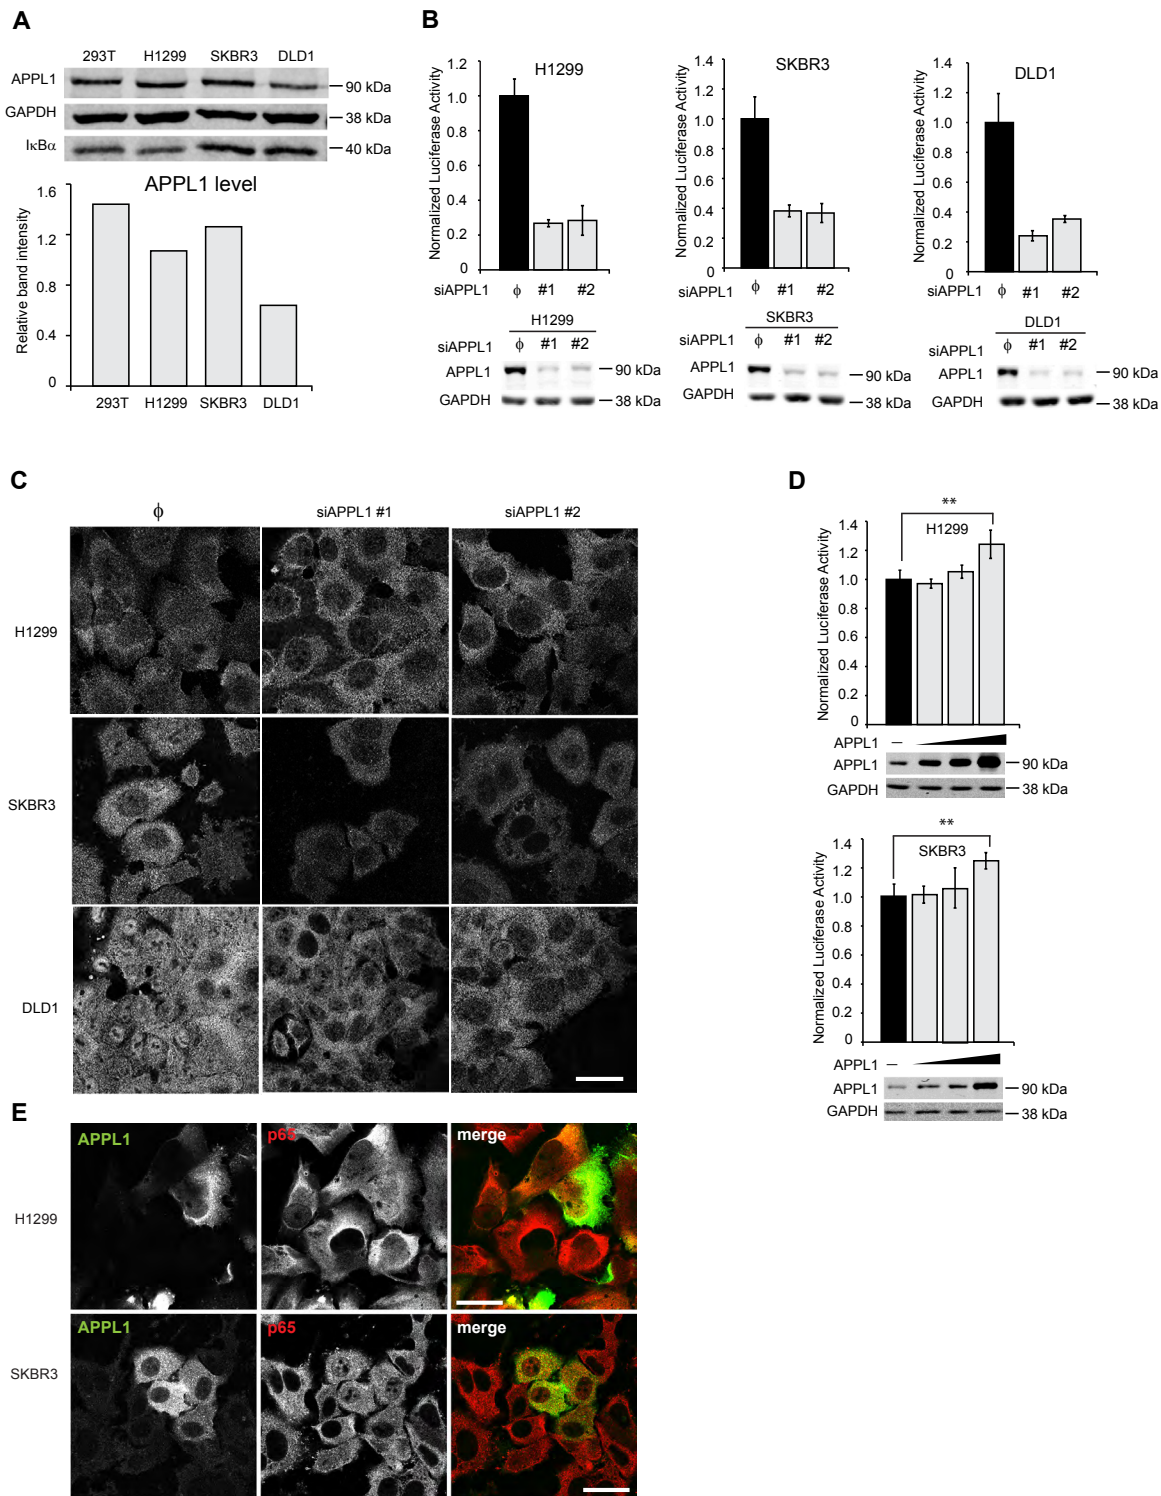 A
293T H1299 SKBR3 DLD1
APPL1 90 kDa
GAPDH 38 kDa
IκBα 40 kDa
APPL1 level
Relative band intensity
1.6
1.2
0.8
0.4
0
293T H1299 SKBR3 DLD1
B
H1299
Normalized Luciferase Activity
1.2
1.0
0.8
0.6
0.4
0.2
0
siAPPL1 ϕ #1 #2
H1299
siAPPL1 ϕ #1 #2
APPL1 90 kDa
GAPDH 38 kDa
SKBR3
Normalized Luciferase Activity
1.4
1.2
1.0
0.8
0.6
0.4
0
siAPPL1 ϕ #1 #2
SKBR3
siAPPL1 ϕ #1 #2
APPL1 90 kDa
GAPDH 38 kDa
DLD1
Normalized Luciferase Activity
1.4
1.2
1.0
0.8
0.6
0.4
0.2
0
siAPPL1 ϕ #1 #2
DLD1
siAPPL1 ϕ #1 #2
APPL1 90 kDa
GAPDH 38 kDa
C
ϕ siAPPL1 #1 siAPPL1 #2
H1299
SKBR3
DLD1
D
**
H1299
Normalized Luciferase Activity
1.4
1.2
1.0
0.8
0.6
0.4
0.2
0
APPL1 –
APPL1 90 kDa
GAPDH 38 kDa
**
SKBR3
Normalized Luciferase Activity
1.4
1.2
1.0
0.8
0.6
0.4
0.2
0
APPL1 –
APPL1 90 kDa
GAPDH 38 kDa
E
APPL1 p65 merge
H1299
APPL1 p65 merge
SKBR3